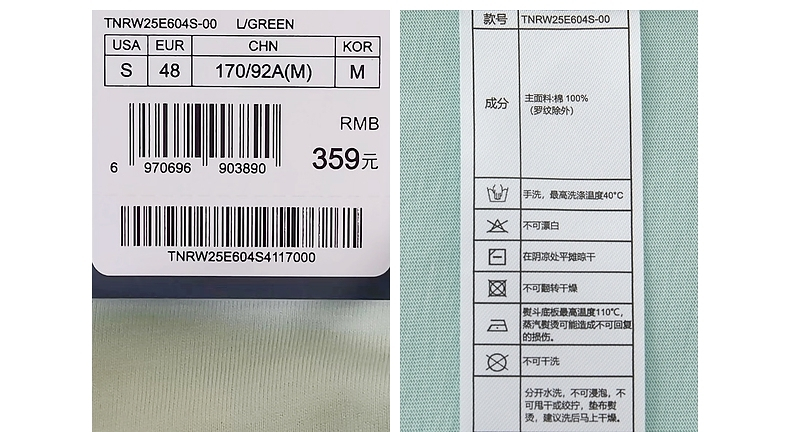 TNRW25E604S-00 L/GREEN
USA EUR CHN KOR
S 48 170/92A(M) M
RMB
359元
6 970696 903890
TNRW25E604S4117000
款号 TNRW25E604S-00
成分
主面料:棉 100%
(罗纹除外)
手洗，最高洗涤温度40°C
不可漂白
在阴凉处平摊晾干
不可翻转干燥
熨斗底板最高温度110℃,
蒸汽熨烫可能造成不可回复
的损伤。
不可干洗
分开水洗，不可浸泡，不
可甩干或绞拧，垫布熨
烫，建议洗后马上干燥。